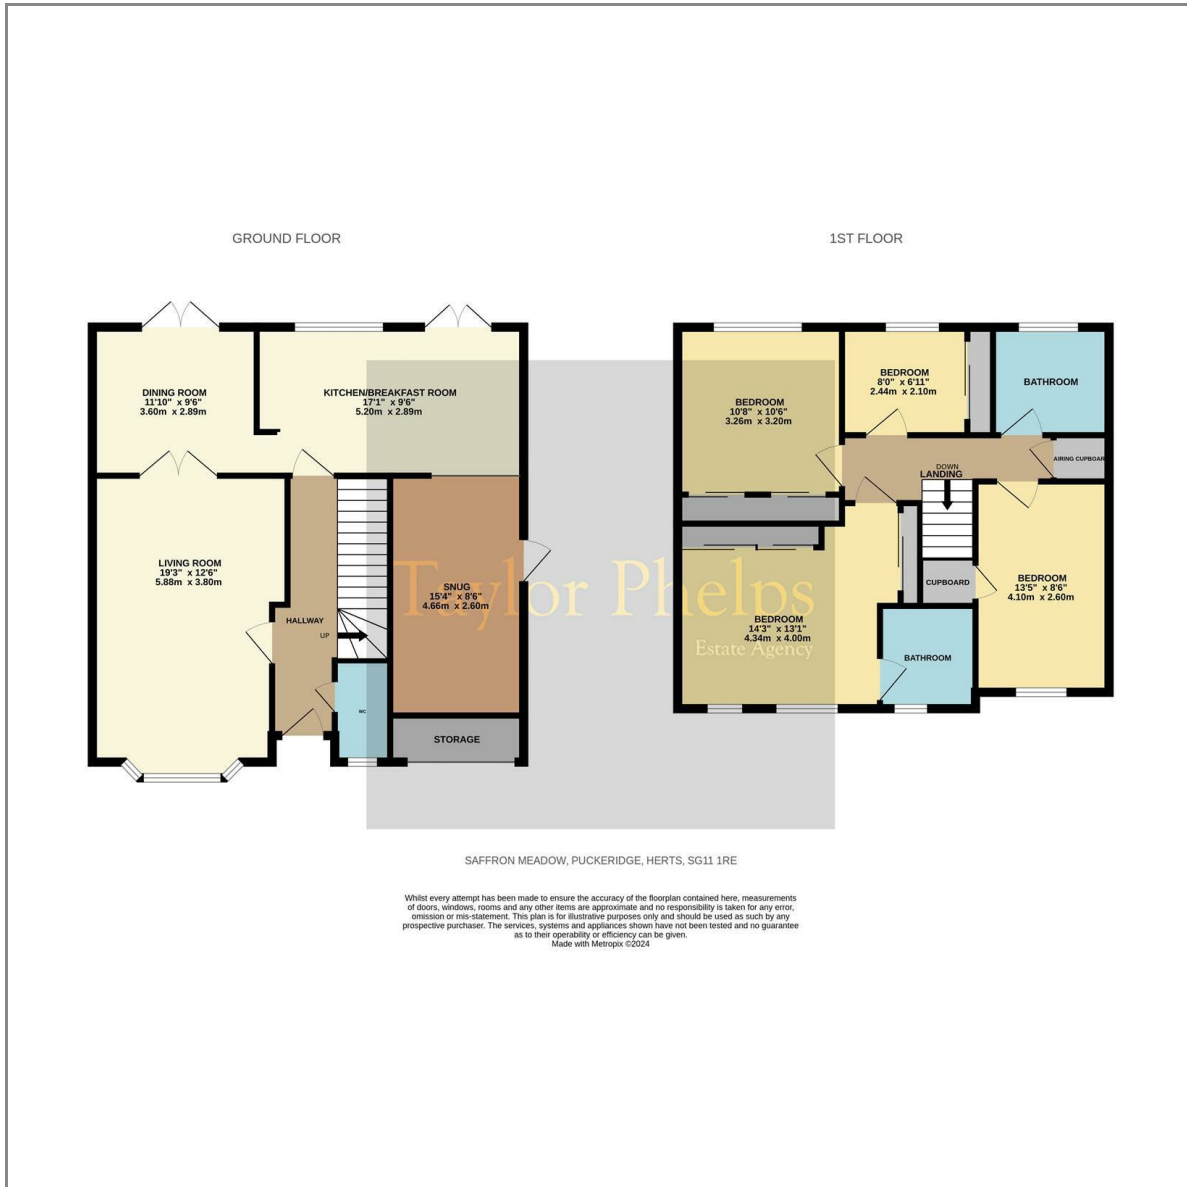 GROUND FLOOR
1ST FLOOR
DINING ROOM
11'10" x 9'6"
3.60m x 2.89m
KITCHEN/BREAKFAST ROOM
17'1" x 9'6"
5.20m x 2.89m
LIVING ROOM
19'3" x 12'6"
5.88m x 3.80m
HALLWAY
UP
WC
SNUG
15'4" x 8'6"
4.66m x 2.60m
STORAGE
BEDROOM
10'8" x 10'6"
3.26m x 3.20m
BEDROOM
8'0" x 6'11"
2.44m x 2.10m
BATHROOM
AIRING CUPBOARD
DOWN
LANDING
CUPBOARD
BEDROOM
13'5" x 8'6"
4.10m x 2.60m
BEDROOM
14'3" x 13'1"
4.34m x 4.00m
BATHROOM
Taylor Phelps
Estate Agency
SAFFRON MEADOW, PUCKERIDGE, HERTS, SG11 1RE
Whilst every attempt has been made to ensure the accuracy of the floorplan contained here, measurements
of doors, windows, rooms and any other items are approximate and no responsibility is taken for any error,
omission or mis-statement. This plan is for illustrative purposes only and should be used as such by any
prospective purchaser. The services, systems and appliances shown have not been tested and no guarantee
as to their operability or efficiency can be given.
Made with Metropix ©2024